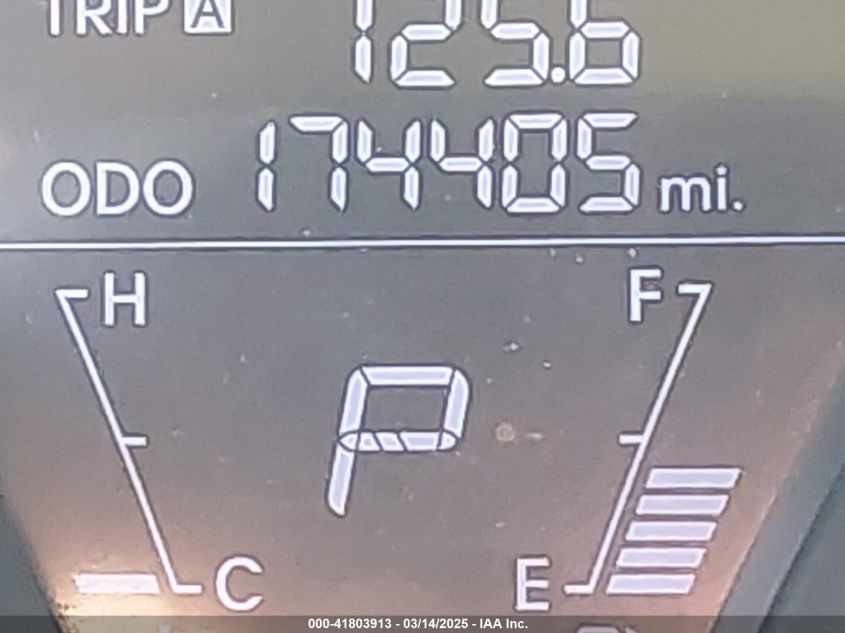 TRIP A 125.6
ODO 174405 mi.
H F
P
C E
000-41803913 - 03/14/2025 - IAA Inc.